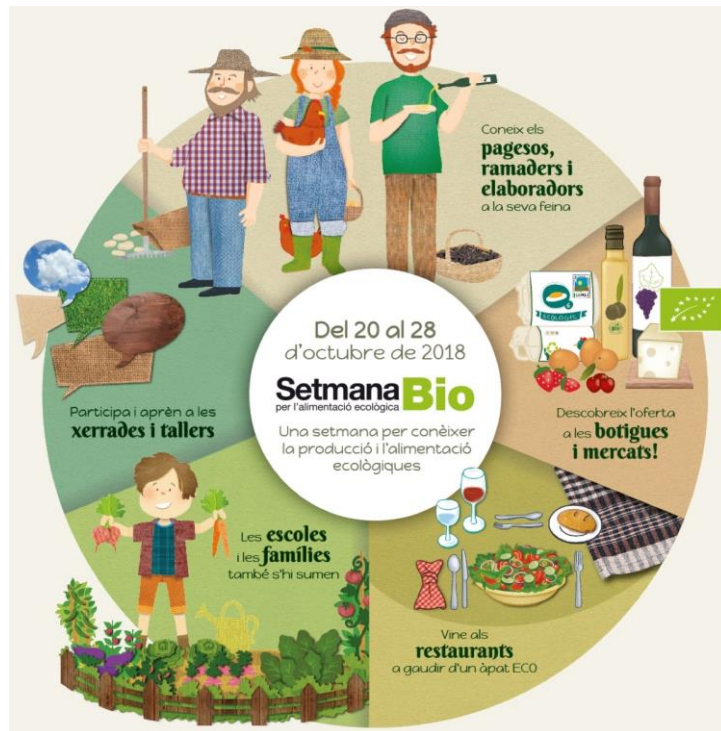 Coneix els
pagesos,
ramaders i
elaboradors
a la seva feina
Del 20 al 28
d'octubre de 2018
SetmanaBio
per l'alimentació ecològica
Una setmana per conèixer
la producció i l'alimentació
ecològiques
ECOLÒGIC
Descobreix l'oferta
a les botigues
i mercats!
Participa i aprèn a les
xerrades i tallers
Les escoles
i les famílies
també s'hi sumen
Vine als
restaurants
a gaudir d'un àpat ECO